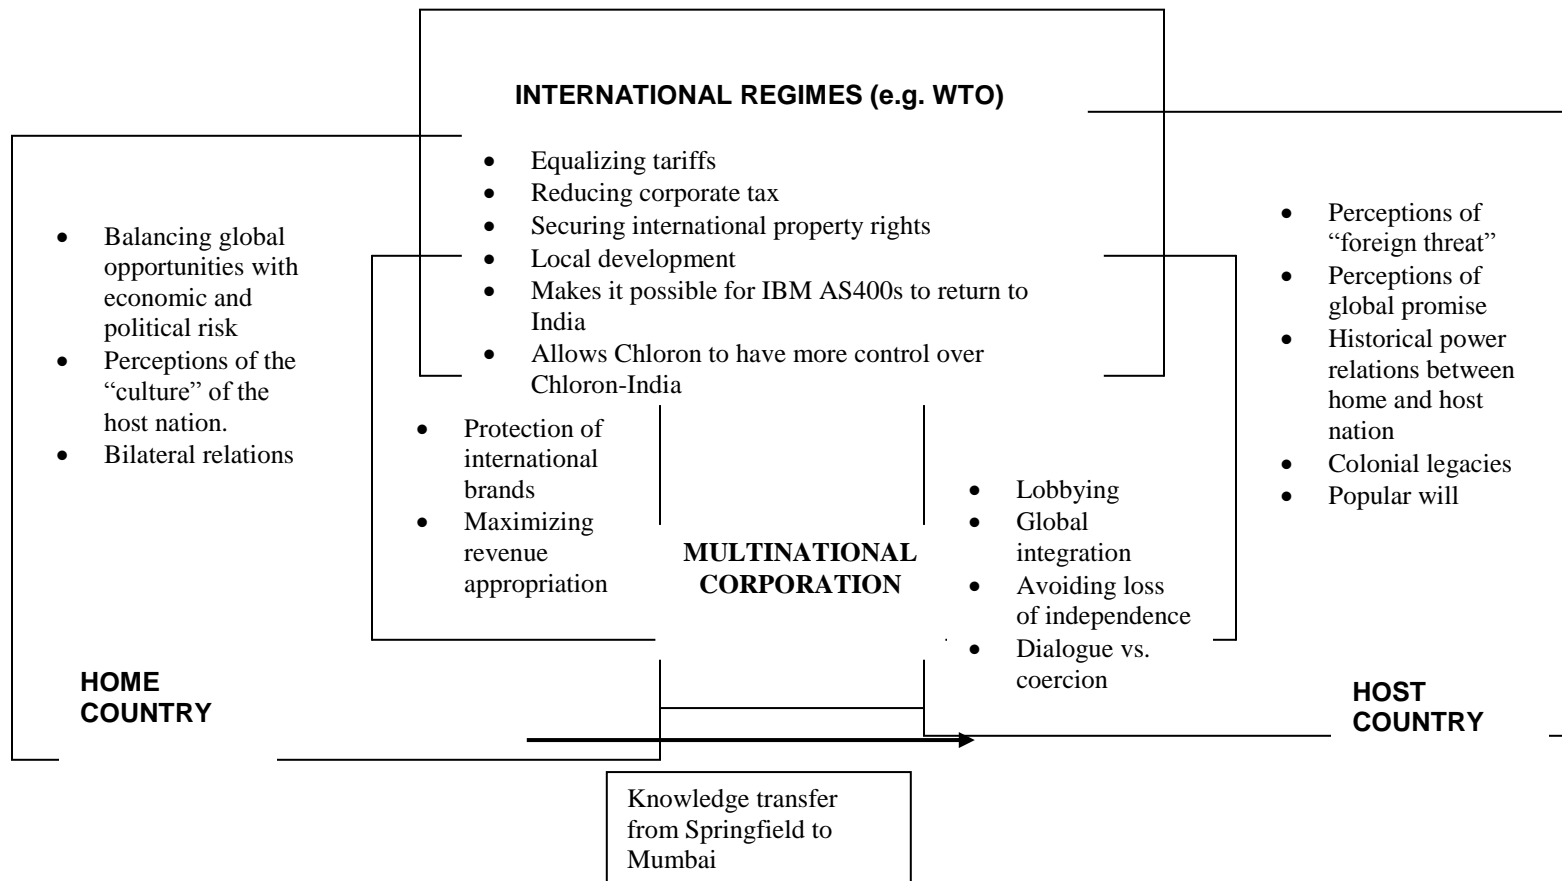 INTERNATIONAL REGIMES (e.g. WTO)
• Equalizing tariffs
• Reducing corporate tax
• Securing international property rights
• Local development
• Makes it possible for IBM AS400s to return to
India
• Allows Chloron to have more control over
Chloron-India
• Balancing global
opportunities with
economic and
political risk
• Perceptions of the
“culture” of the
host nation.
• Bilateral relations
• Protection of
international
brands
• Maximizing
revenue
appropriation
MULTINATIONAL
CORPORATION
• Lobbying
• Global
integration
• Avoiding loss
of independence
• Dialogue vs.
coercion
• Perceptions of
“foreign threat”
• Perceptions of
global promise
• Historical power
relations between
home and host
nation
• Colonial legacies
• Popular will
HOME
COUNTRY
HOST
COUNTRY
Knowledge transfer
from Springfield to
Mumbai